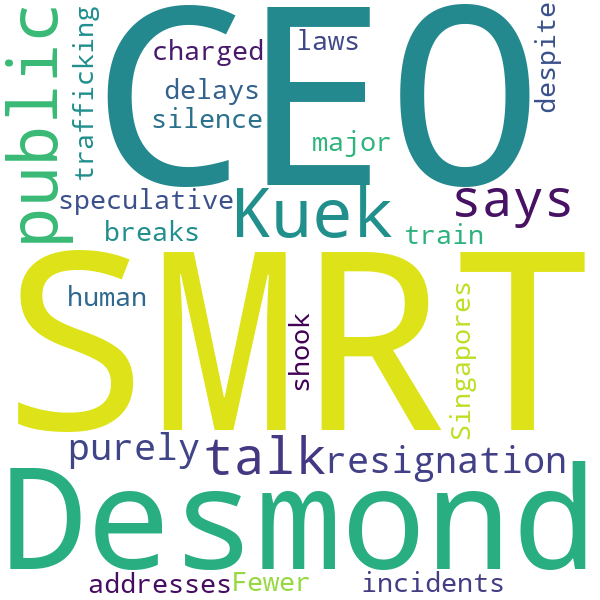 CEO
public
trafficking
charged
laws
despite
delays
silence
major
speculative
Kuek
says
breaks
train
SMRT
human
shook
Singapores
purely
talk
resignation
Desmond
addresses
Fewer
incidents